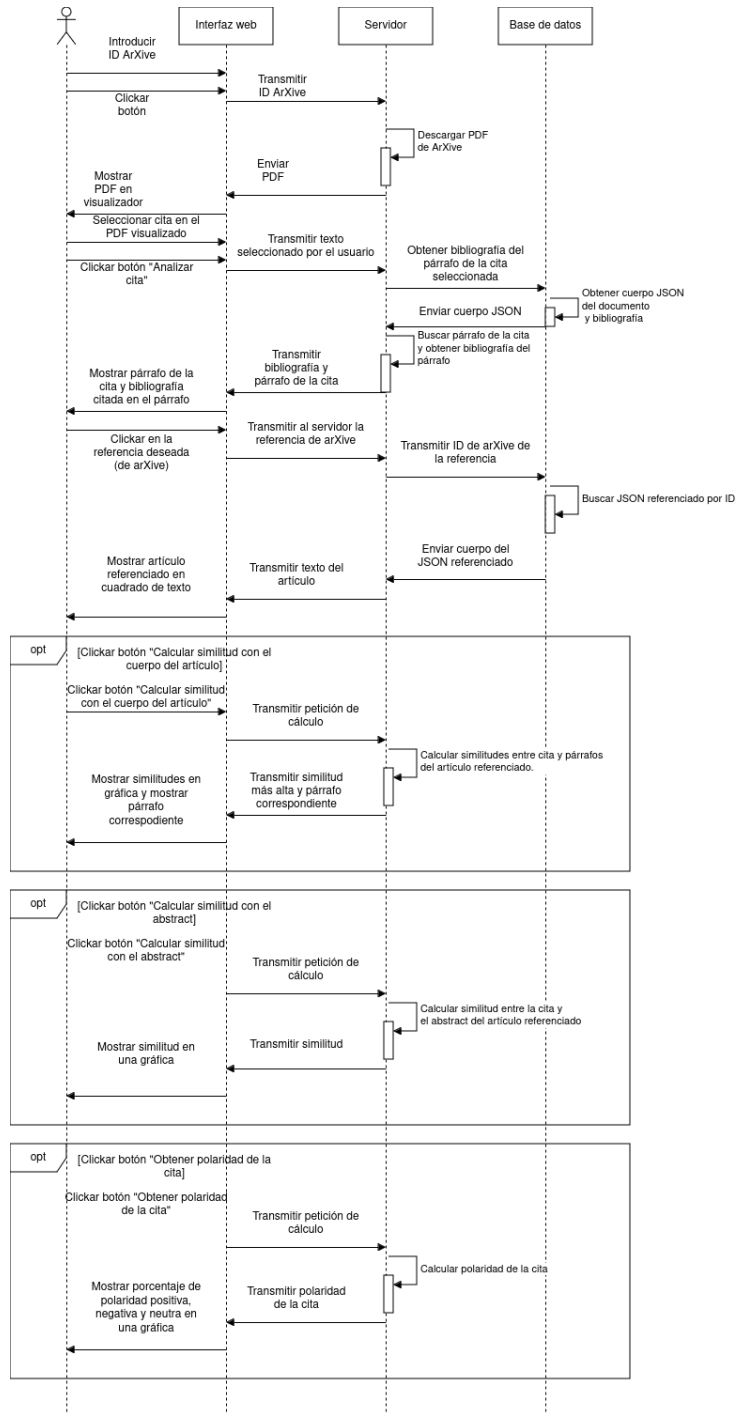 Interfaz web
Servidor
Base de datos
Introducir
ID ArXive
Clickar
botón
Transmitir
ID ArXive
Descargar PDF
de ArXive
Enviar
PDF
Mostrar
PDF en
visualizador
Seleccionar cita en el
PDF visualizado
Clickar botón "Analizar
cita"
Transmitir texto
seleccionado por el usuario
Obtener bibliografía del
párrafo de la cita
seleccionada
Obtener cuerpo JSON
del documento
y bibliografía
Enviar cuerpo JSON
Buscar párrafo de la cita
y obtener bibliografía del
párrafo
Transmitir
bibliografía y
párrafo de la cita
Mostrar párrafo de la
cita y bibliografía
citada en el párrafo
Clickar en la
referencia deseada
(de arXive)
Transmitir al servidor la
referencia de arXive
Transmitir ID de arXive de
la referencia
Buscar JSON referenciado por ID
Enviar cuerpo del
JSON referenciado
Transmitir texto del
artículo
Mostrar artículo
referenciado en
cuadrado de texto
opt
[Clickar botón "Calcular similitud con el
cuerpo del artículo]
Clickar botón "Calcular similitud
con el cuerpo del artículo"
Transmitir petición de
cálculo
Calcular similitudes entre cita y párrafos
del artículo referenciado.
Transmitir similitud
más alta y párrafo
correspondiente
Mostrar similitudes en
gráfica y mostrar
párrafo
correspodiente
opt
[Clickar botón "Calcular similitud con el
abstract]
Clickar botón "Calcular similitud
con el abstract"
Transmitir petición de
cálculo
Calcular similitud entre la cita y
el abstract del artículo referenciado
Transmitir similitud
Mostrar similitud en
una gráfica
opt
[Clickar botón "Obtener polaridad de la
cita]
Clickar botón "Obtener polaridad
de la cita"
Transmitir petición de
cálculo
Calcular polaridad de la cita
Transmitir polaridad
de la cita
Mostrar porcentaje de
polaridad positiva,
negativa y neutra en
una gráfica